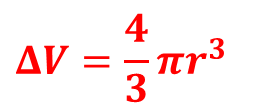 ΔV = 4/3 πr³